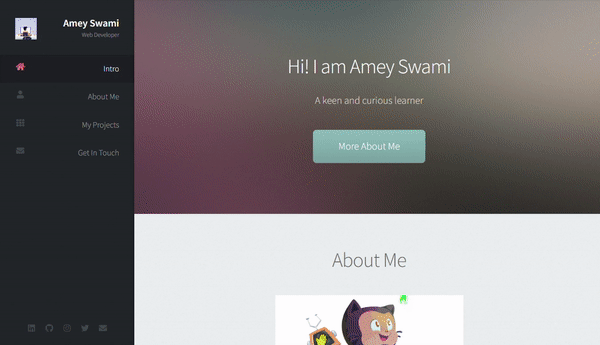 Amey Swami
Web Developer
Intro
About Me
My Projects
Get In Touch
Hi! I am Amey Swami
A keen and curious learner
More About Me
About Me